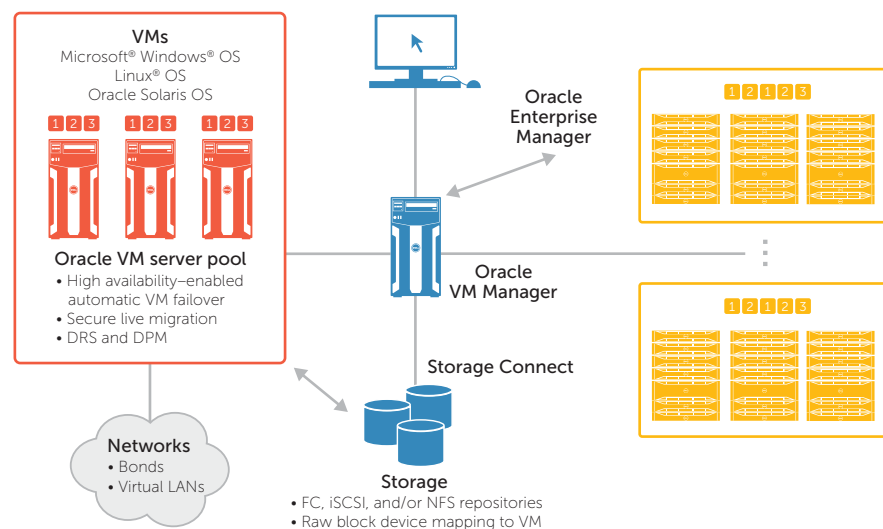 VMs
Microsoft® Windows® OS
Linux® OS
Oracle Solaris OS
1 2 3 1 2 3 1 2 3
Oracle VM server pool
• High availability–enabled
automatic VM failover
• Secure live migration
• DRS and DPM
Networks
• Bonds
• Virtual LANs
Oracle
Enterprise
Manager
Oracle
VM Manager
Storage Connect
Storage
• FC, iSCSI, and/or NFS repositories
• Raw block device mapping to VM
1 2 1 2 3
1 2 1 2 3